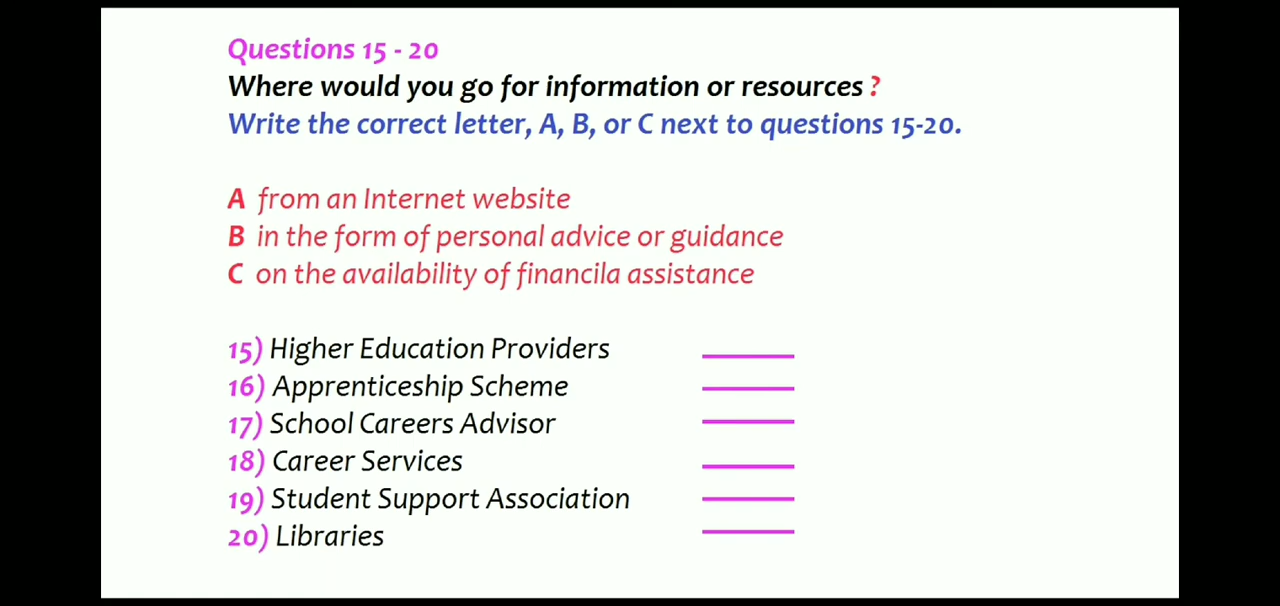 Questions 15 - 20
Where would you go for information or resources ?
Write the correct letter, A, B, or C next to questions 15-20.
A from an Internet website
B in the form of personal advice or guidance
C on the availability of financila assistance
15) Higher Education Providers
16) Apprenticeship Scheme
17) School Careers Advisor
18) Career Services
19) Student Support Association
20) Libraries